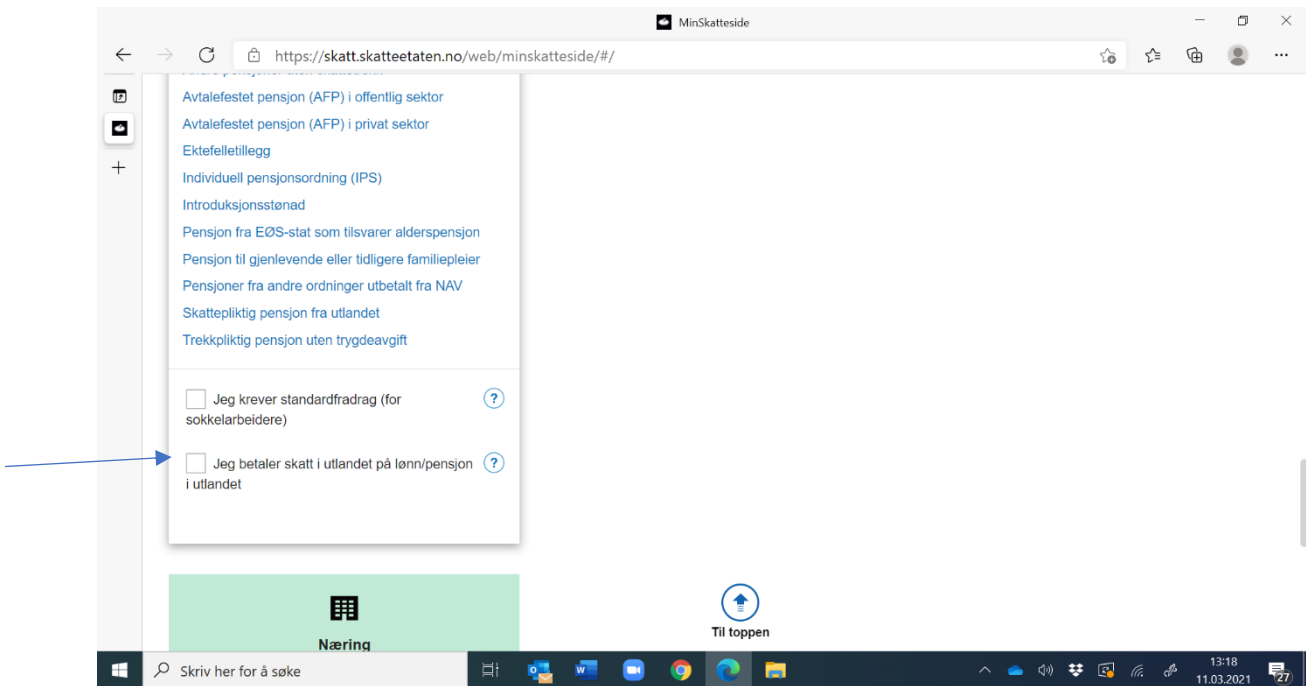 MinSkatteside
https://skatt.skatteetaten.no/web/minskatteside/#/
Avtalefestet pensjon (AFP) i offentlig sektor
Avtalefestet pensjon (AFP) i privat sektor
Ektefelletillegg
Individuell pensjonsordning (IPS)
Introduksjonsstønad
Pensjon fra EØS-stat som tilsvarer alderspensjon
Pensjon til gjenlevende eller tidligere familiepleier
Pensjoner fra andre ordninger utbetalt fra NAV
Skattepliktig pensjon fra utlandet
Trekkpliktig pensjon uten trygdeavgift
Jeg krever standardfradrag (for ?
sokkelarbeidere)
Jeg betaler skatt i utlandet på lønn/pensjon ?
i utlandet
Næring
Til toppen
Skriv her for å søke
13:18
11.03.2021
27